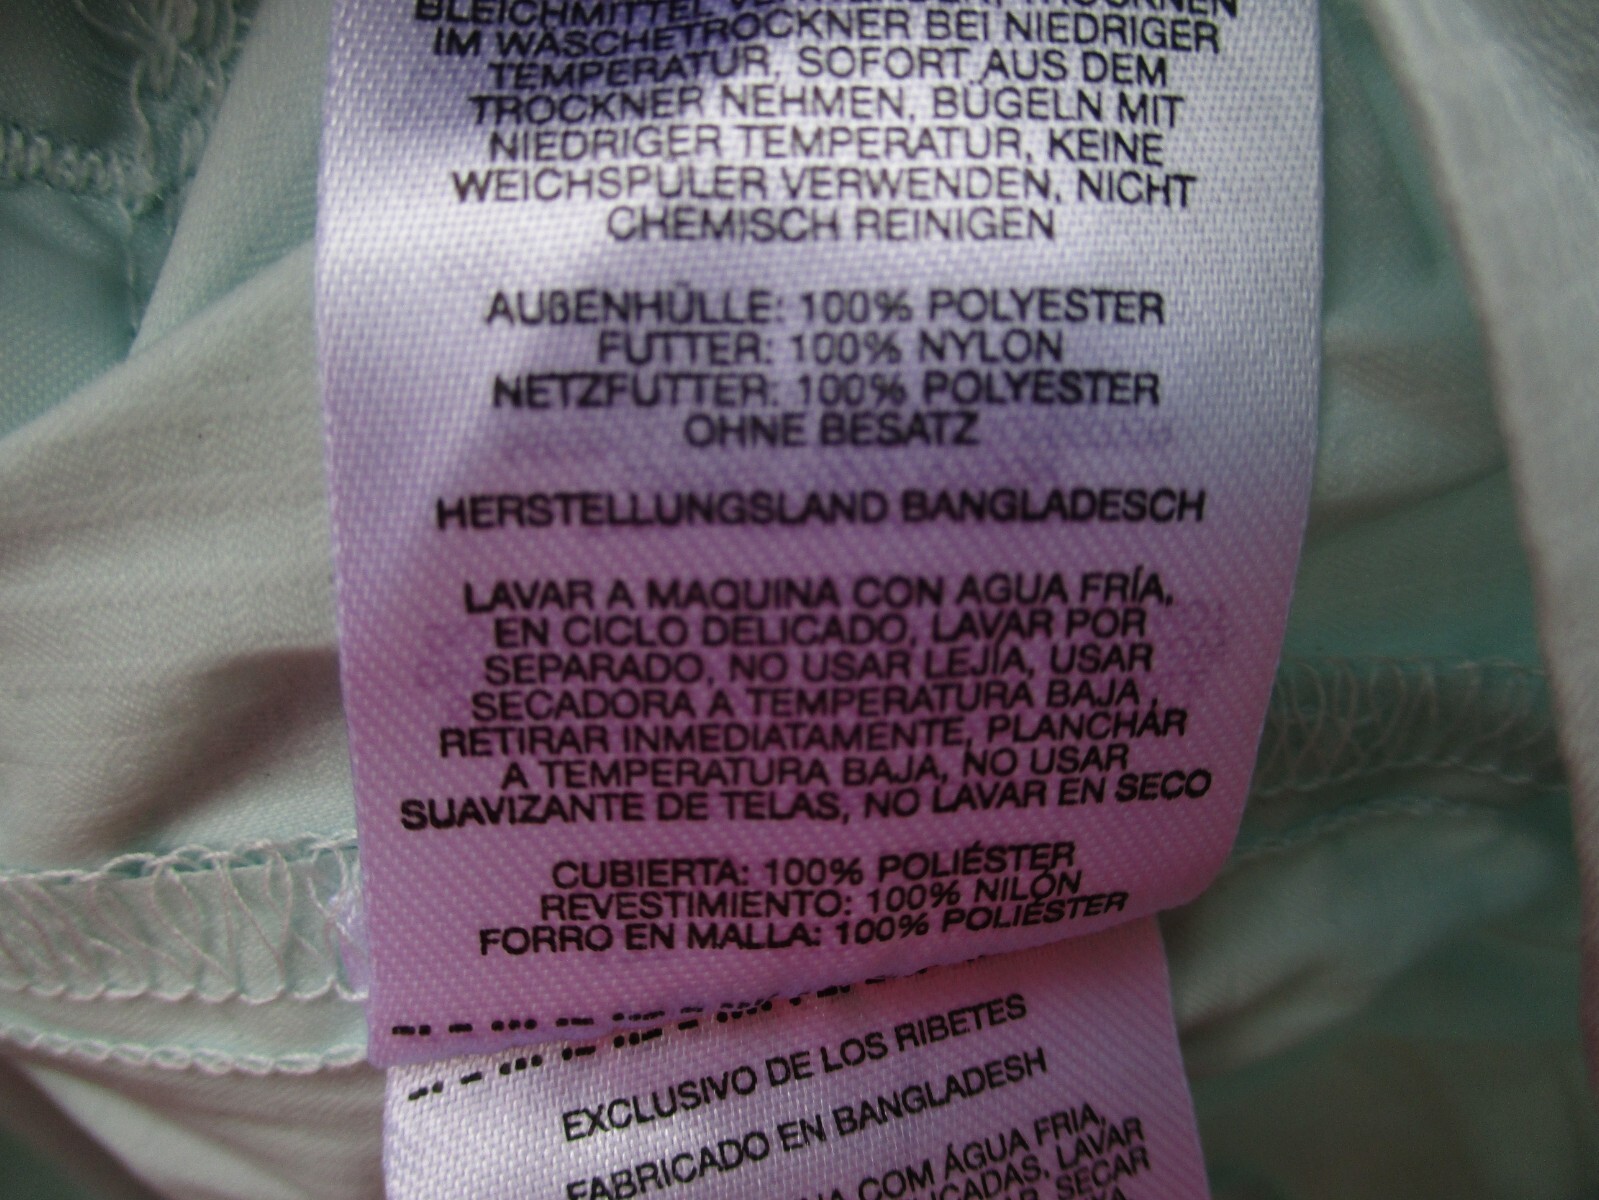 BLEICHMITTEL
IM WASCHETROCKNER BEI NIEDRIGER
TEMPERATUR, SOFORT AUS DEM
TROCKNER NEHMEN, BÜGELN MIT
NIEDRIGER TEMPERATUR, KEINE
WEICHSPÜLER VERWENDEN, NICHT
CHEMISCH REINIGEN
AUßENHÜLLE: 100% POLYESTER
FUTTER: 100% NYLON
NETZFUTTER: 100% POLYESTER
OHNE BESATZ
HERSTELLUNGSLAND BANGLADESCH
LAVAR A MAQUINA CON AGUA FRÍA,
EN CICLO DELICADO, LAVAR POR
SEPARADO, NO USAR LEJÍA, USAR
SECADORA A TEMPERATURA BAJA ,
RETIRAR INMEDIATAMENTE, PLANCHAR
A TEMPERATURA BAJA, NO USAR
SUAVIZANTE DE TELAS, NO LAVAR EN SECO
CUBIERTA: 100% POLIÉSTER
REVESTIMIENTO: 100% NILÓN
FORRO EN MALLA: 100% POLIÉSTER
EXCLUSIVO DE LOS RIBETES
FABRICADO EN BANGLADESH
COM ÁGUA FRIA,
LAVAR
SECAR